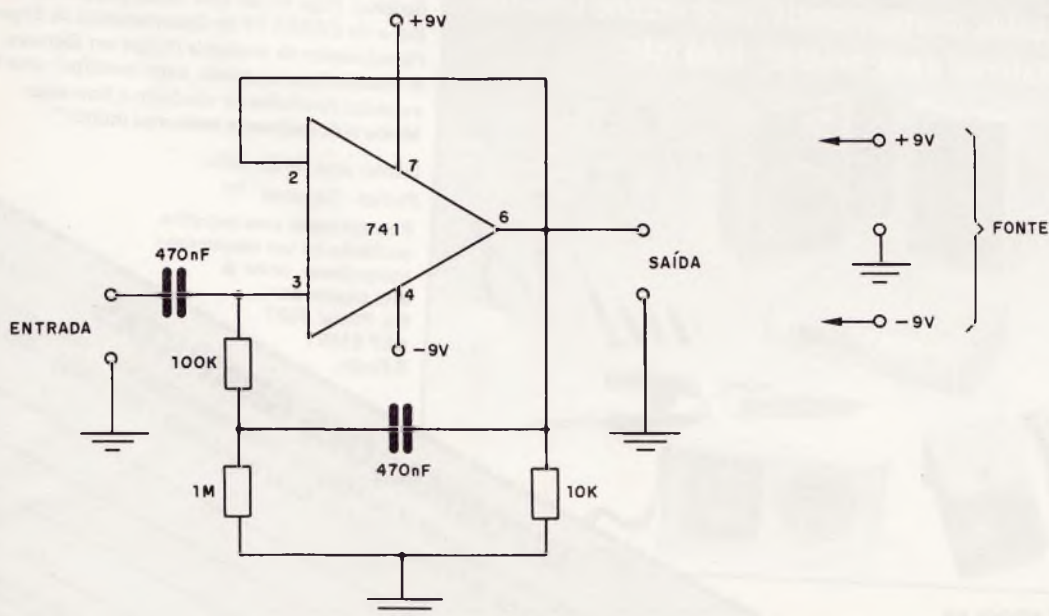 +9V
2
7
741
6
470nF
3
4
ENTRADA
-9V
100K
470nF
1M
10K
SAÍDA
+9V
FONTE
-9V